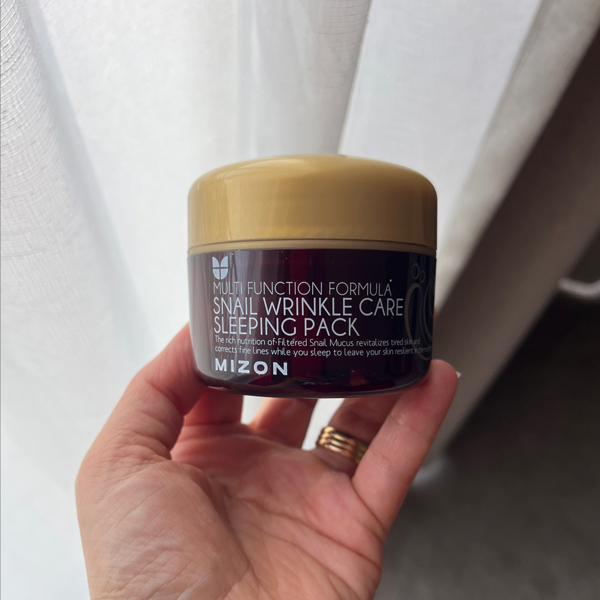 MULTI FUNCTION FORMULA
SNAIL WRINKLE CARE
SLEEPING PACK
The rich nutrition of Filtered Snail Mucus revitalizes tired skin and
corrects fine lines while you sleep to leave your skin resilient
MIZON